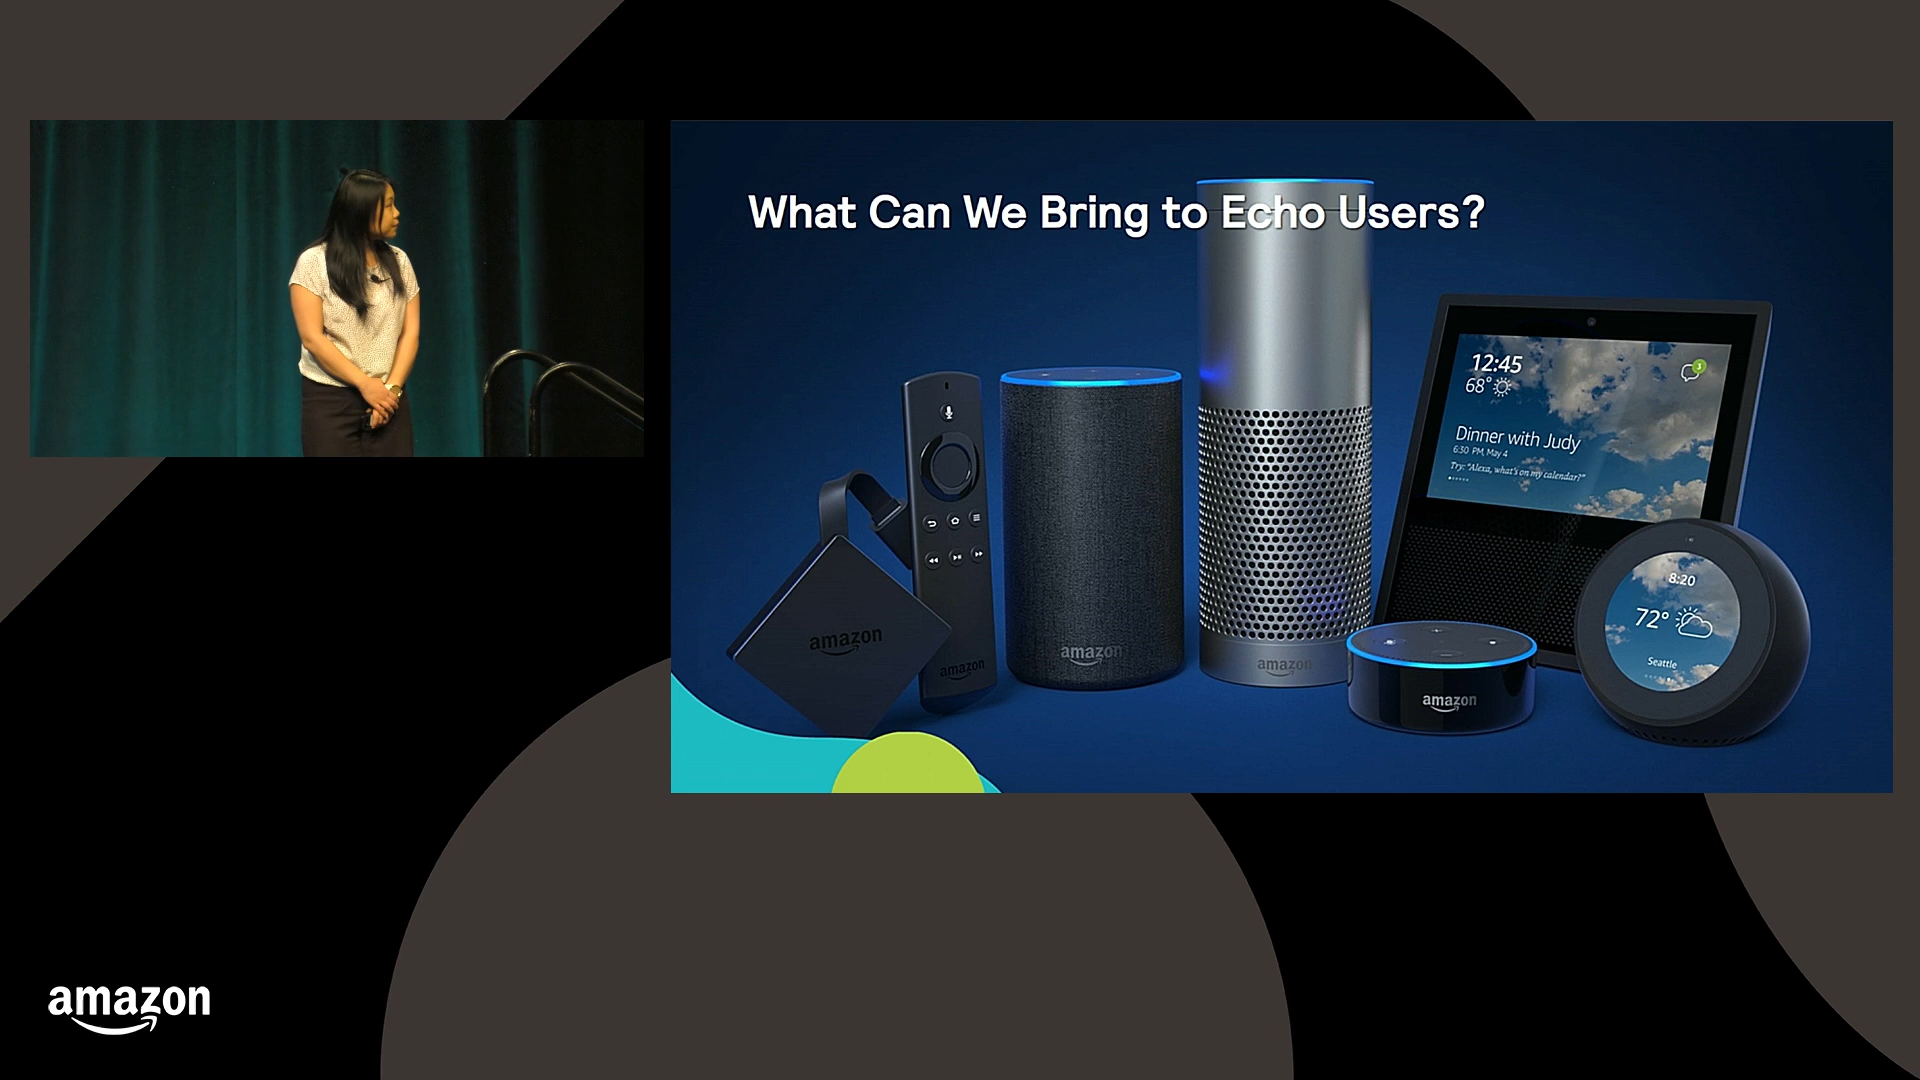 What Can We Bring to Echo Users?
12:45
68°
3
Dinner with Judy
6:30 PM, May 4
Try: "Alexa, what's on my calendar?"
8:20
72°
Seattle
amazon
amazon
amazon
amazon
amazon
amazon